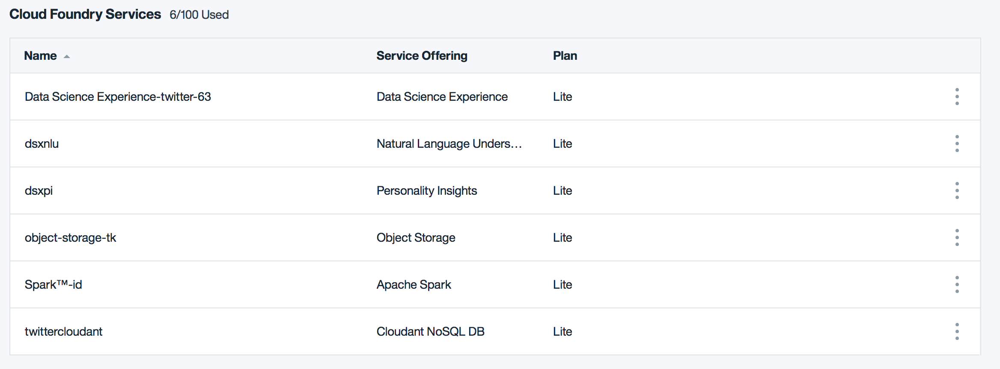 Cloud Foundry Services 6/100 Used
Name Service Offering Plan
Data Science Experience-twitter-63 Data Science Experience Lite
dsxnlu Natural Language Unders... Lite
dsxpi Personality Insights Lite
object-storage-tk Object Storage Lite
Spark™-id Apache Spark Lite
twittercloudant Cloudant NoSQL DB Lite